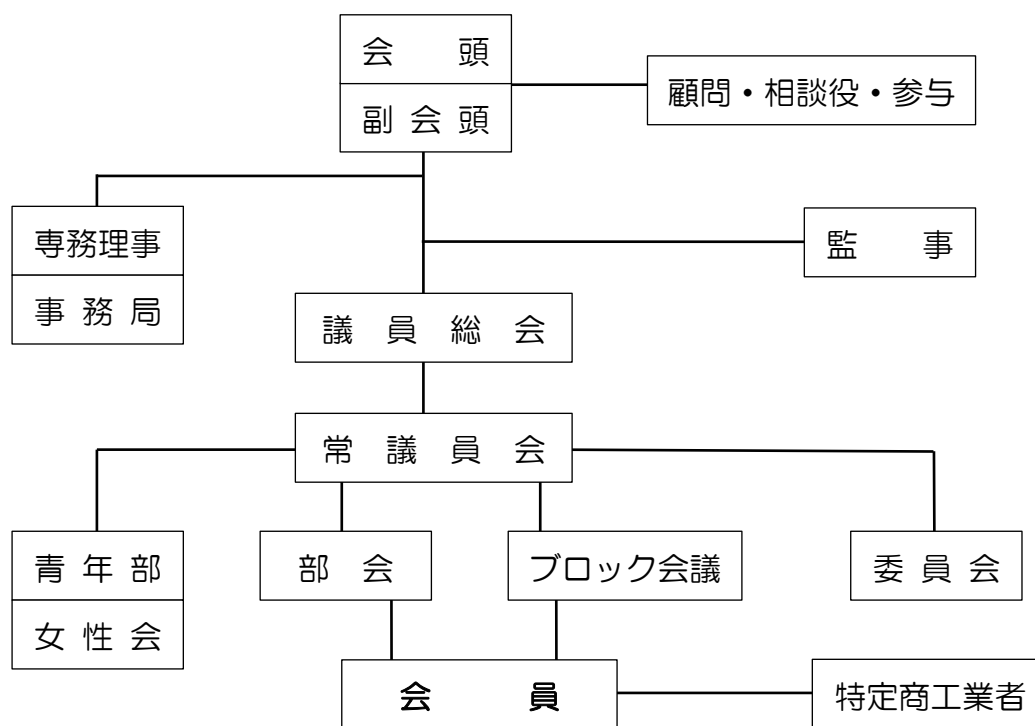 会頭
副会頭
顧問・相談役・参与
専務理事
事務局
監事
議員総会
常議員会
青年部
女性会
部会
ブロック会議
委員会
会員
特定商工業者